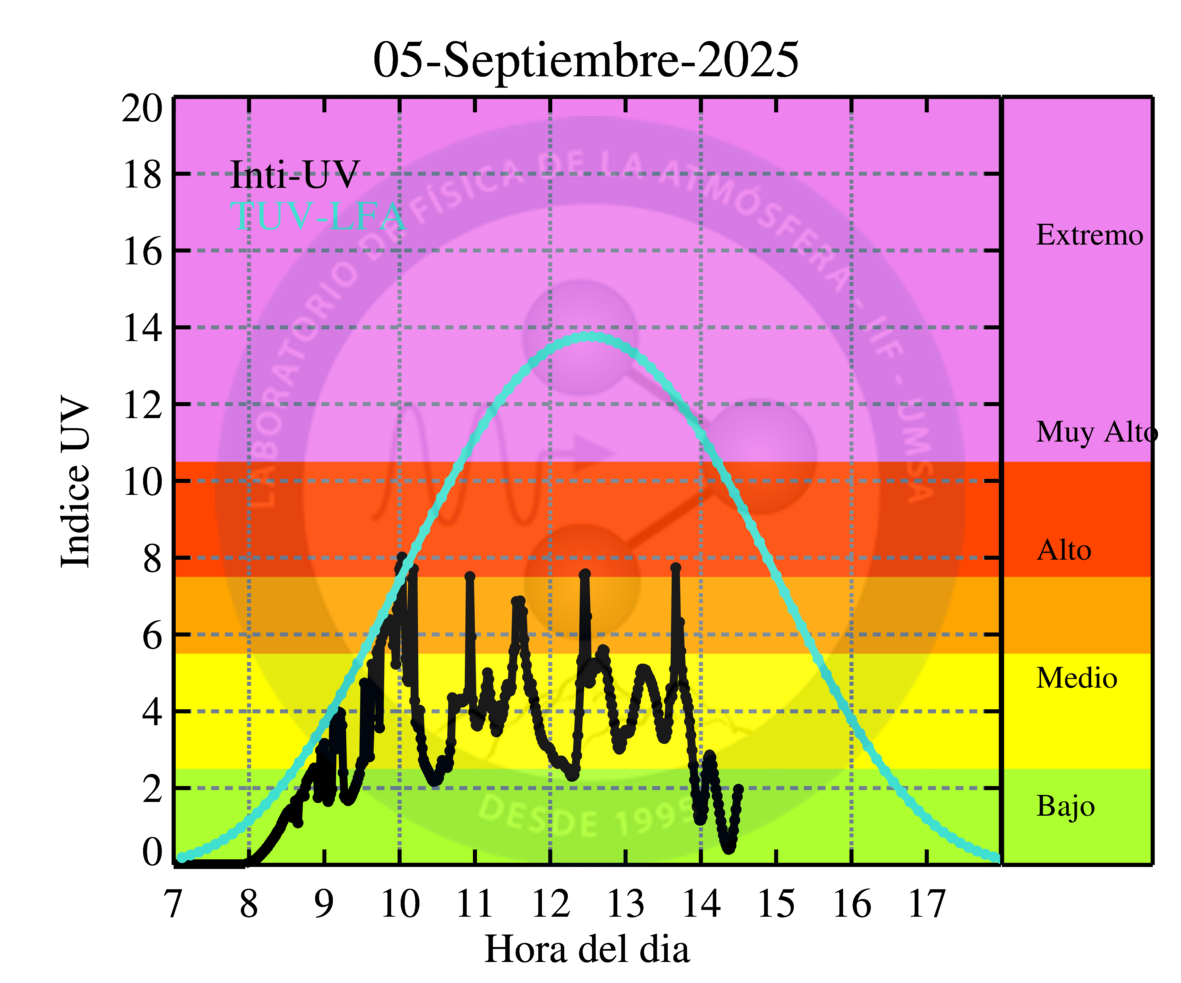 05-Septiembre-2025
20
18
16
14
12
10
8
6
4
2
0
Indice UV
Inti-UV
TUV-LFA
LABORATORIO DE FÍSICA DE LA ATMÓSFERA - IIF - UMSA
DESDE 1995
Extremo
Muy Alto
Alto
Medio
Bajo
7 8 9 10 11 12 13 14 15 16 17
Hora del dia